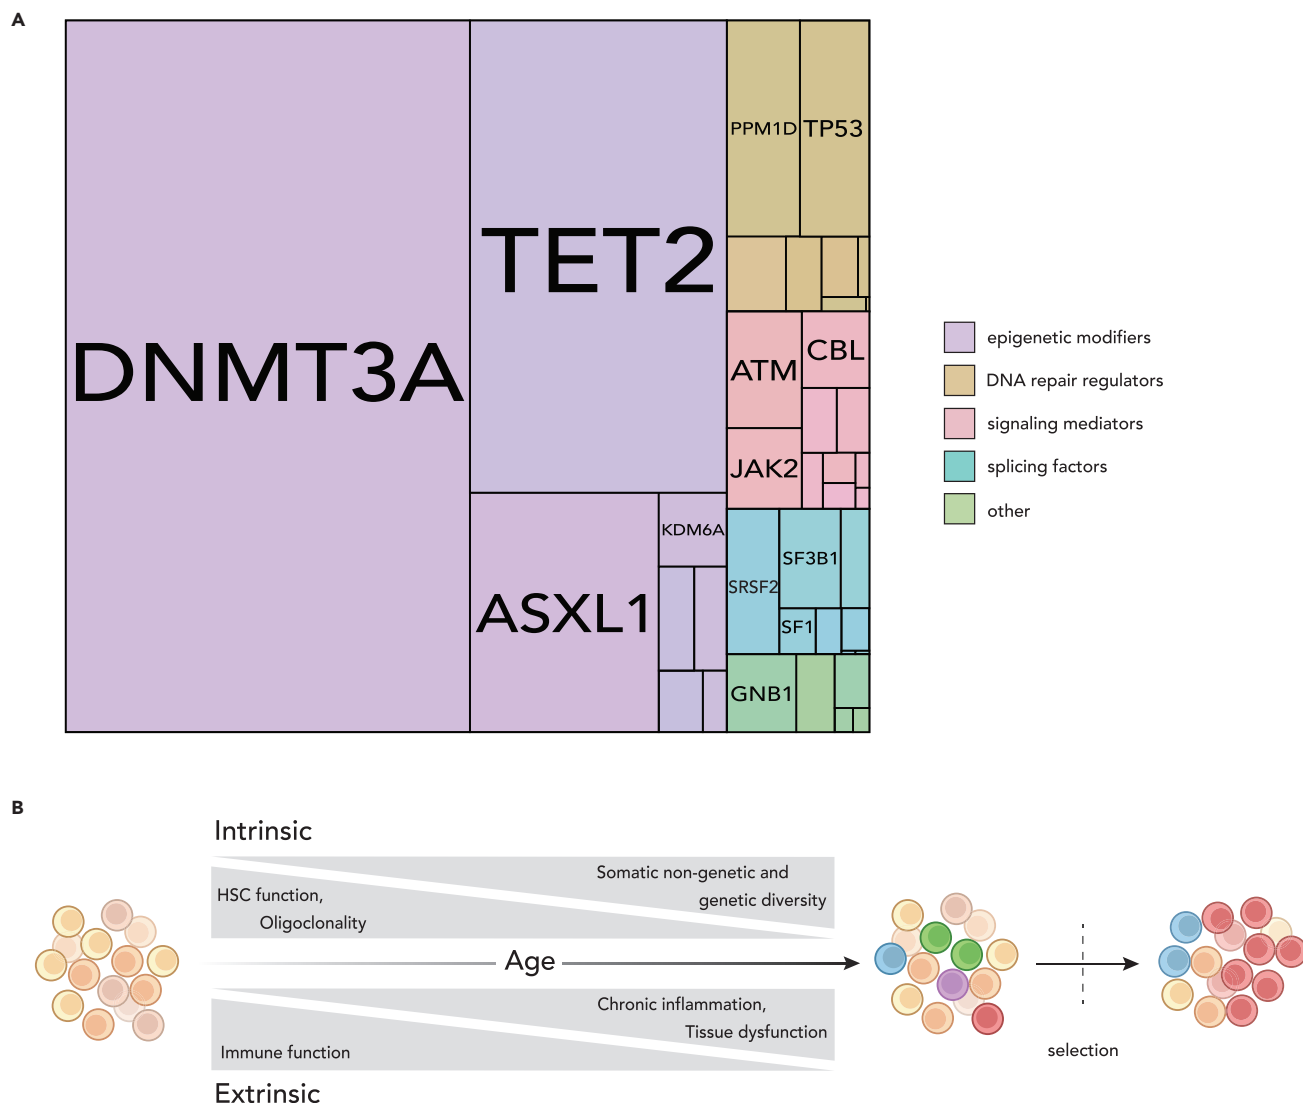 A
DNMT3A
TET2
ASXL1
KDM6A
PPM1D
TP53
ATM
CBL
JAK2
SRSF2
SF3B1
SF1
GNB1
epigenetic modifiers
DNA repair regulators
signaling mediators
splicing factors
other
B
Intrinsic
HSC function,
Oligoclonality
Somatic non-genetic and
genetic diversity
Age
Chronic inflammation,
Tissue dysfunction
Immune function
Extrinsic
selection